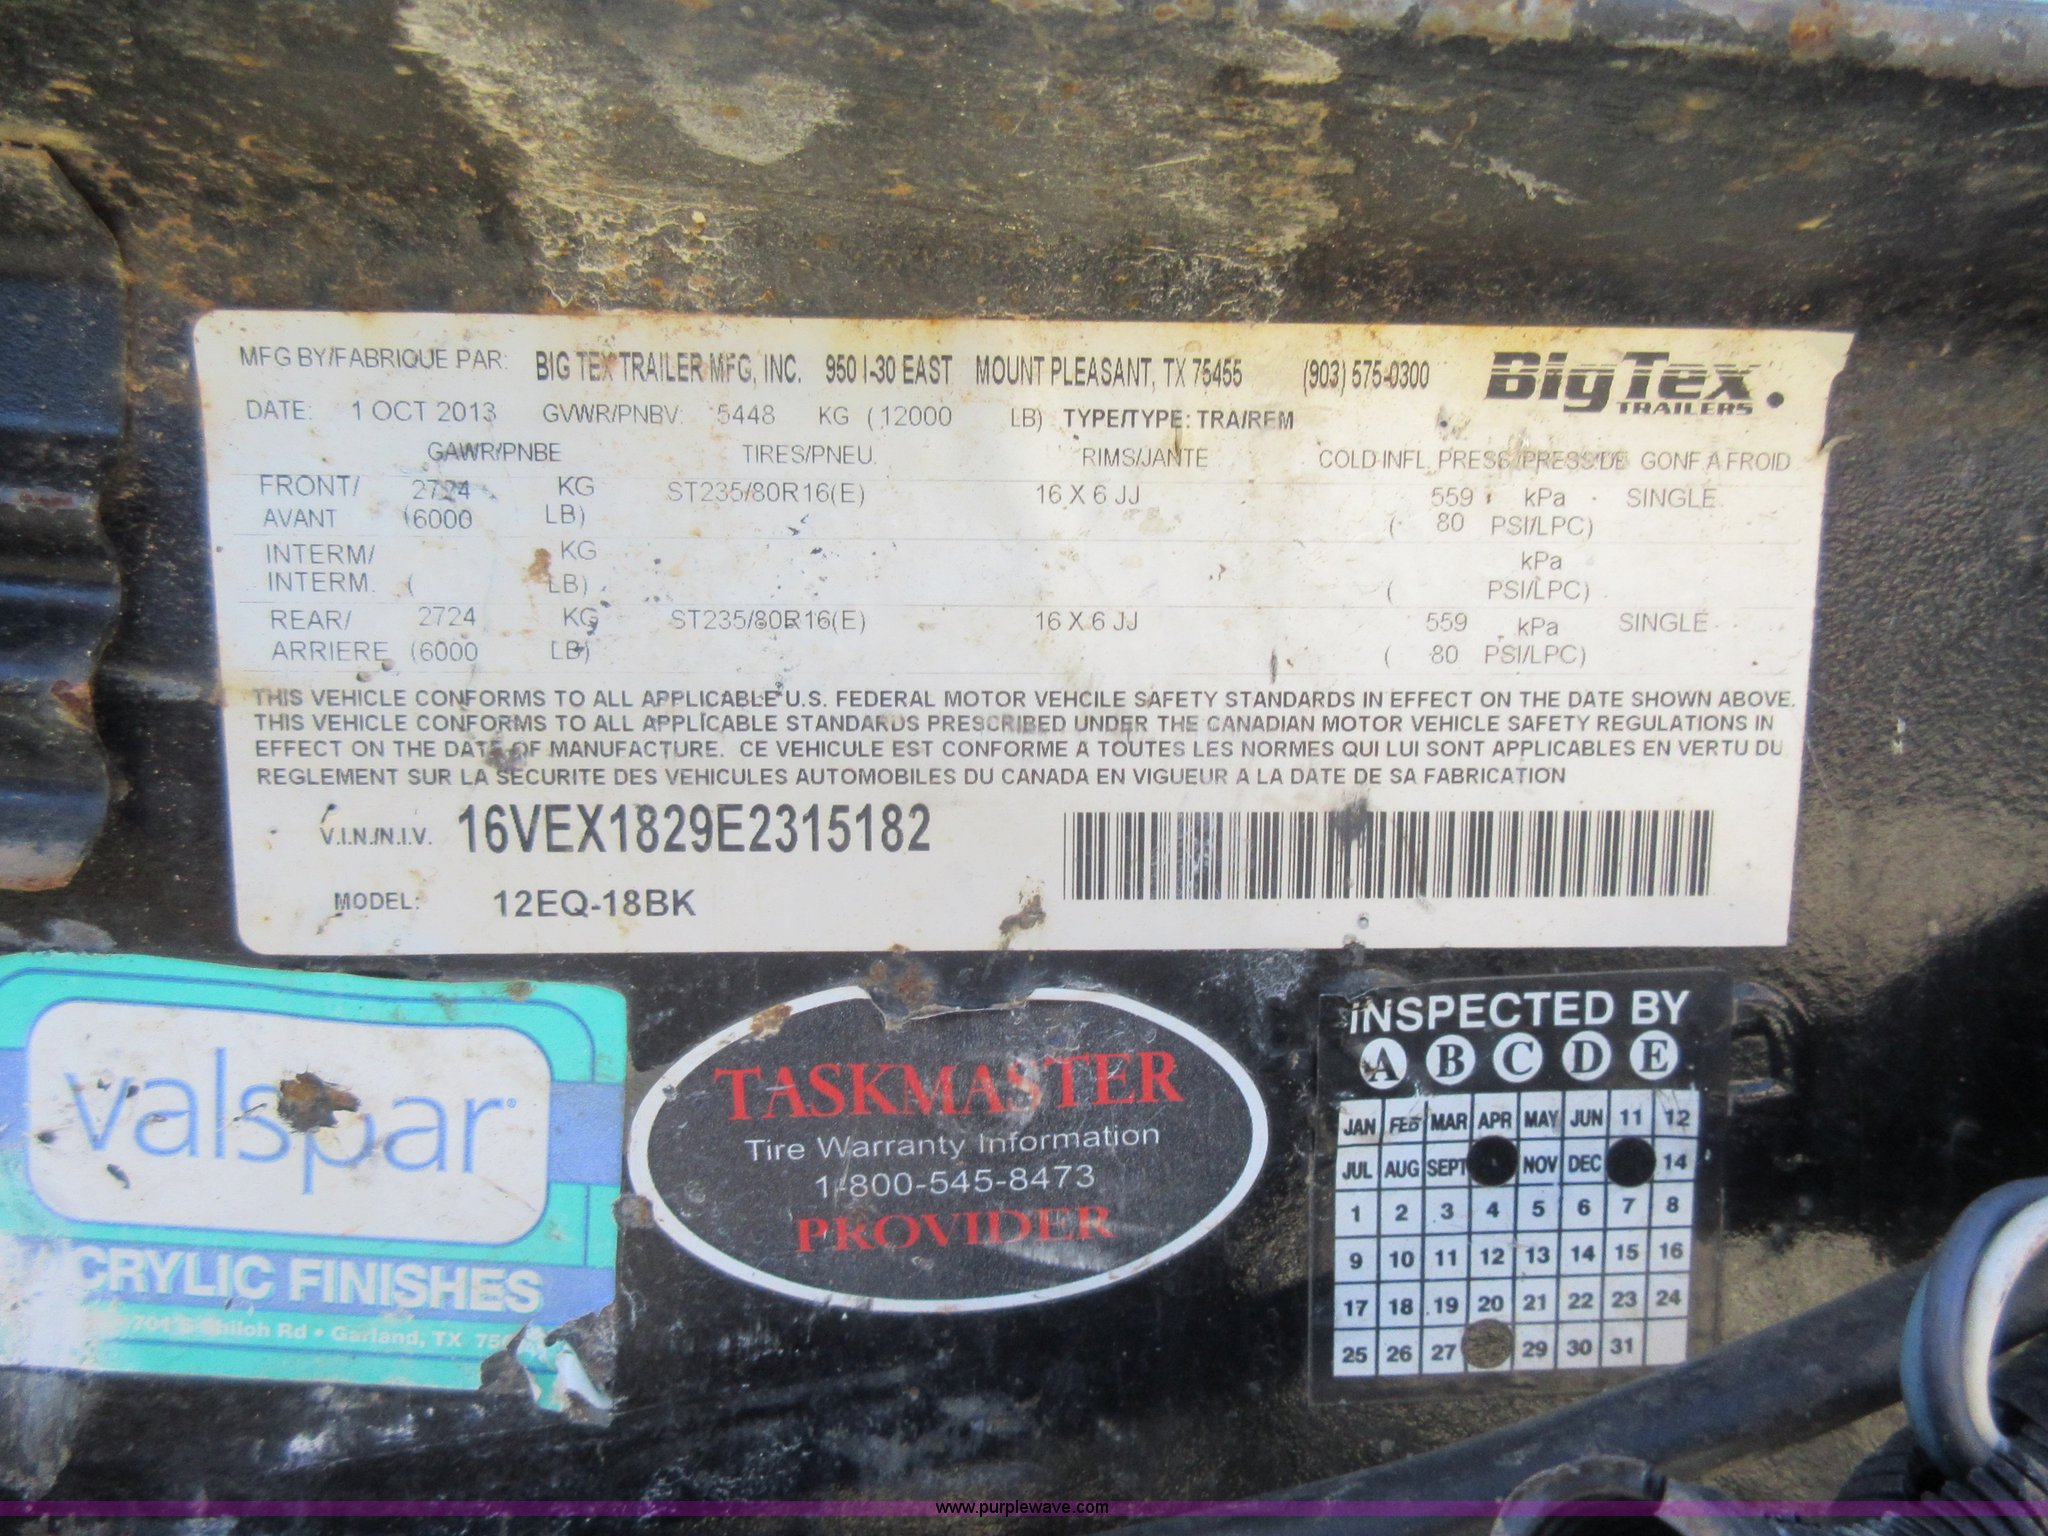 MFG BY/FABRIQUE PAR: BIG TEX TRAILER MFG, INC. 950 I-30 EAST MOUNT PLEASANT, TX 75455 (903) 575-0300 Big Tex TRAILERS
DATE: 1 OCT 2013 GVWR/PNBV: 5448 KG (12000 LB) TYPE/TYPE: TRA/REM
GAWR/PNBE TIRES/PNEU. RIMS/JANTE COLD INFL. PRESS/PRESS/DE GONF. A FROID
FRONT/ 2724 KG ST235/80R16(E) 16 X 6 JJ 559 kPa SINGLE
AVANT (6000 LB) ( 80 PSI/LPC)
INTERM/ KG kPa
INTERM. ( LB) ( PSI/LPC)
REAR/ 2724 KG ST235/80R16(E) 16 X 6 JJ 559 kPa SINGLE
ARRIERE (6000 LB) ( 80 PSI/LPC)
THIS VEHICLE CONFORMS TO ALL APPLICABLE U.S. FEDERAL MOTOR VEHCILE SAFETY STANDARDS IN EFFECT ON THE DATE SHOWN ABOVE.
THIS VEHICLE CONFORMS TO ALL APPLICABLE STANDARDS PRESCRIBED UNDER THE CANADIAN MOTOR VEHICLE SAFETY REGULATIONS IN
EFFECT ON THE DATE OF MANUFACTURE. CE VEHICULE EST CONFORME A TOUTES LES NORMES QUI LUI SONT APPLICABLES EN VERTU DU
REGLEMENT SUR LA SECURITE DES VEHICULES AUTOMOBILES DU CANADA EN VIGUEUR A LA DATE DE SA FABRICATION
V.I.N./N.I.V. 16VEX1829E2315182
MODEL: 12EQ-18BK
valspar
ACRYLIC FINISHES
701 S Shiloh Rd • Garland, TX
TASKMASTER
Tire Warranty Information
1-800-545-8473
PROVIDER
INSPECTED BY
A B C D E
JAN FEB MAR APR MAY JUN 11 12
JUL AUG SEPT NOV DEC 14
1 2 3 4 5 6 7 8
9 10 11 12 13 14 15 16
17 18 19 20 21 22 23 24
25 26 27 29 30 31
www.purplewave.com